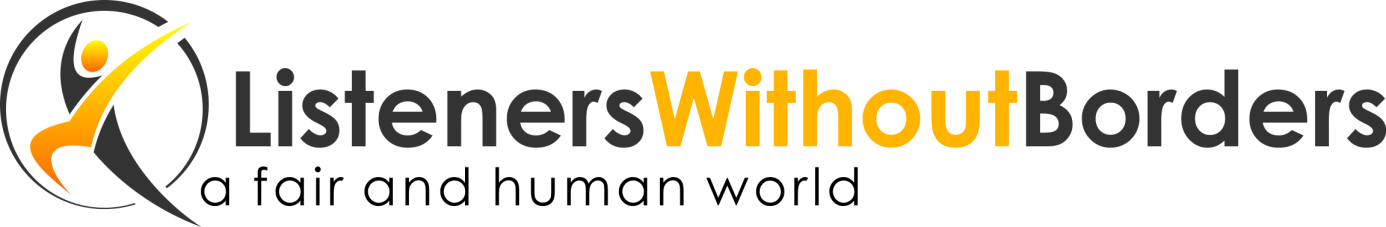 ListenersWithoutBorders
a fair and human world